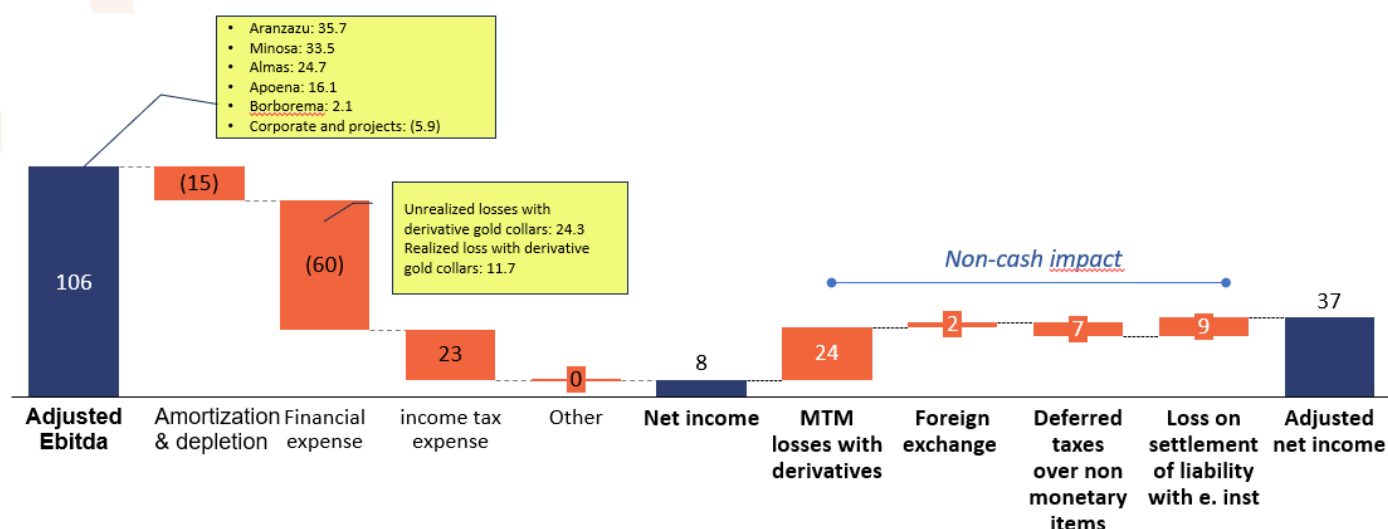 • Aranzazu: 35.7
• Minosa: 33.5
• Almas: 24.7
• Apoena: 16.1
• Borborema: 2.1
• Corporate and projects: (5.9)
(15)
Unrealized losses with
derivative gold collars: 24.3
Realized loss with derivative
gold collars: 11.7
(60)
106
Non-cash impact
23
0
8
24
2
7
9
37
Adjusted
Ebitda
Amortization
& depletion
Financial
expense
income tax
expense
Other
Net income
MTM
losses with
derivatives
Foreign
exchange
Deferred
taxes
over non
monetary
items
Loss on
settlement
of liability
with e. inst
Adjusted
net income